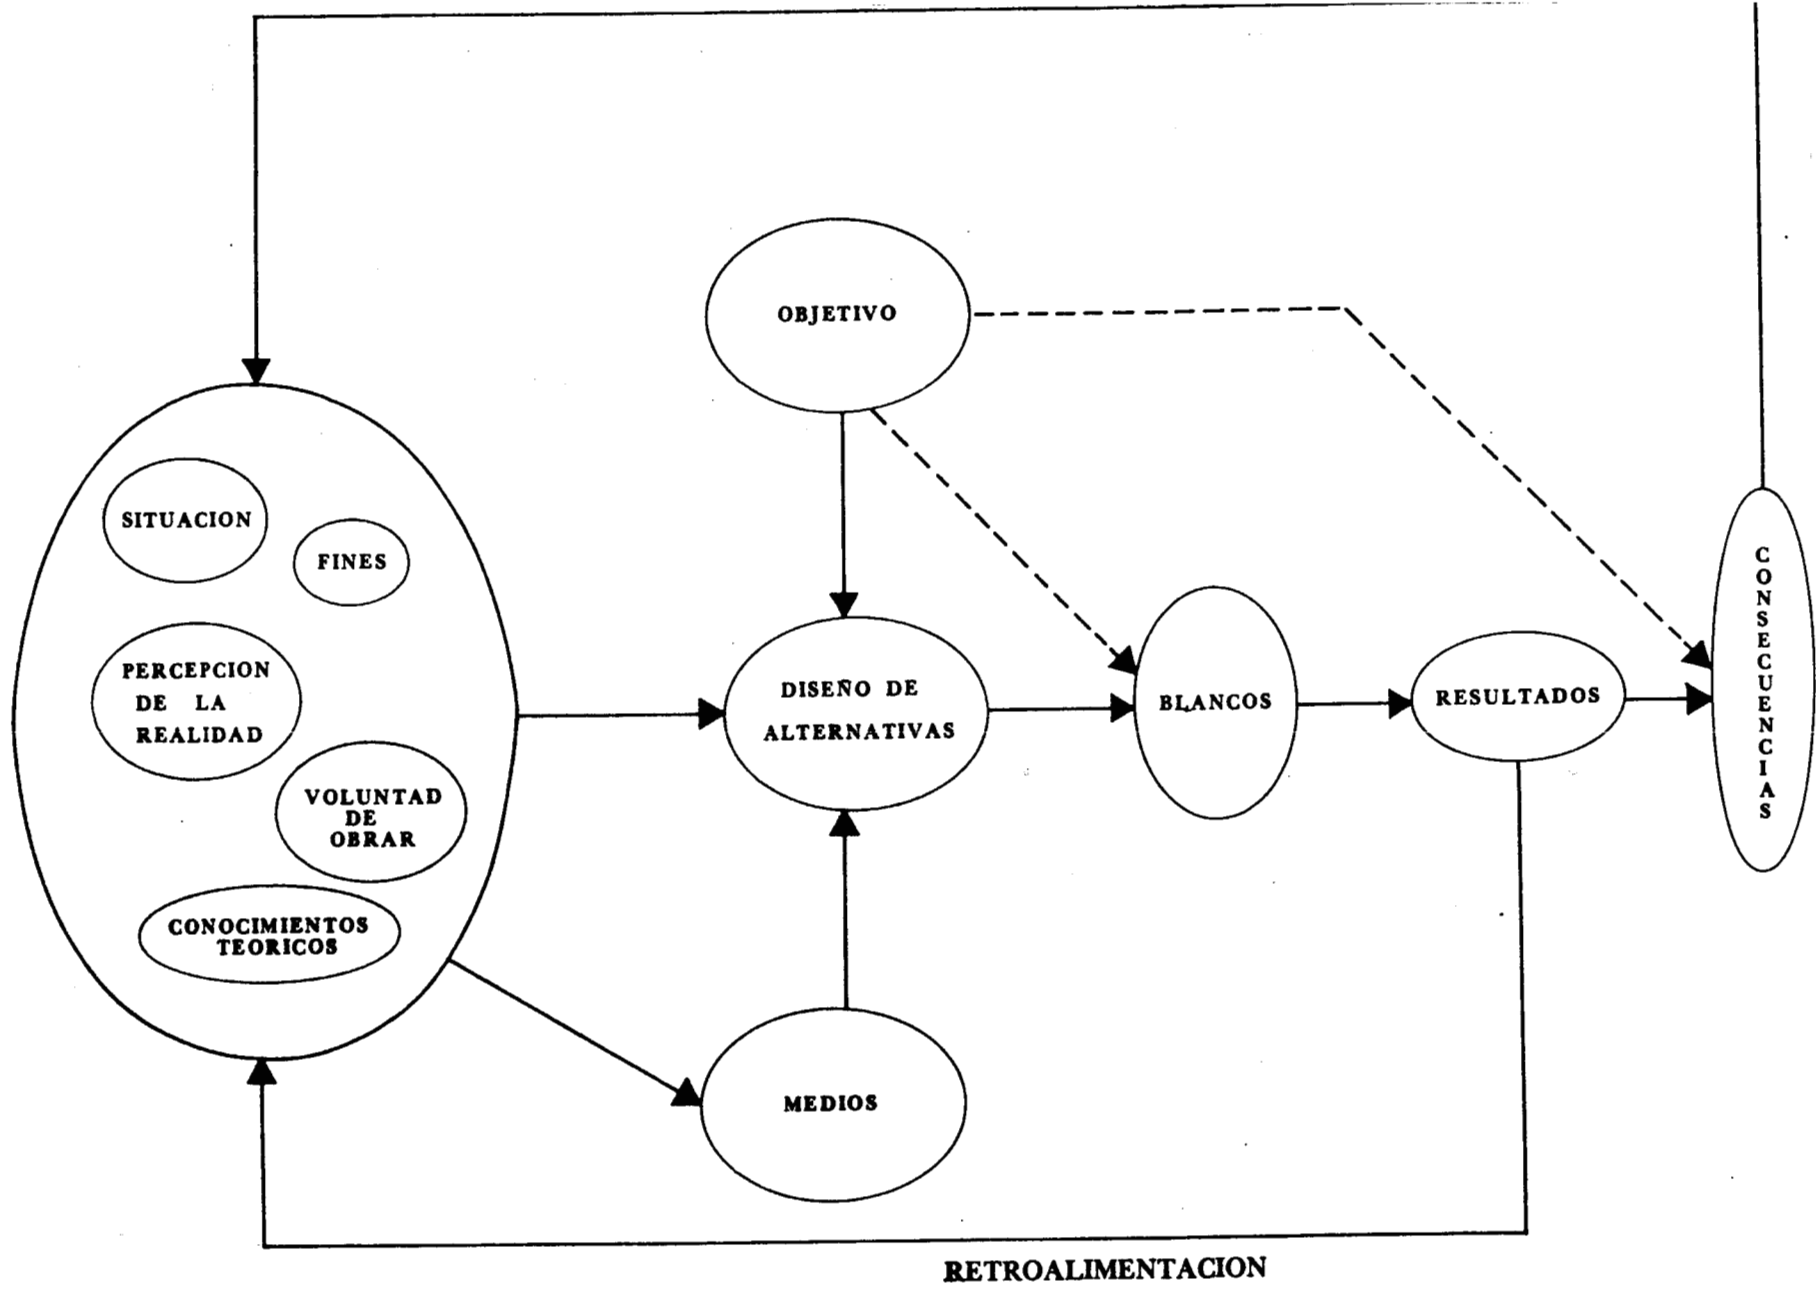 OBJETIVO
SITUACION
FINES
PERCEPCION
DE LA
REALIDAD
VOLUNTAD
DE
OBRAR
CONOCIMIENTOS
TEORICOS
DISEÑO DE
ALTERNATIVAS
BLANCOS
RESULTADOS
CONSECUENCIAS
MEDIOS
RETROALIMENTACION